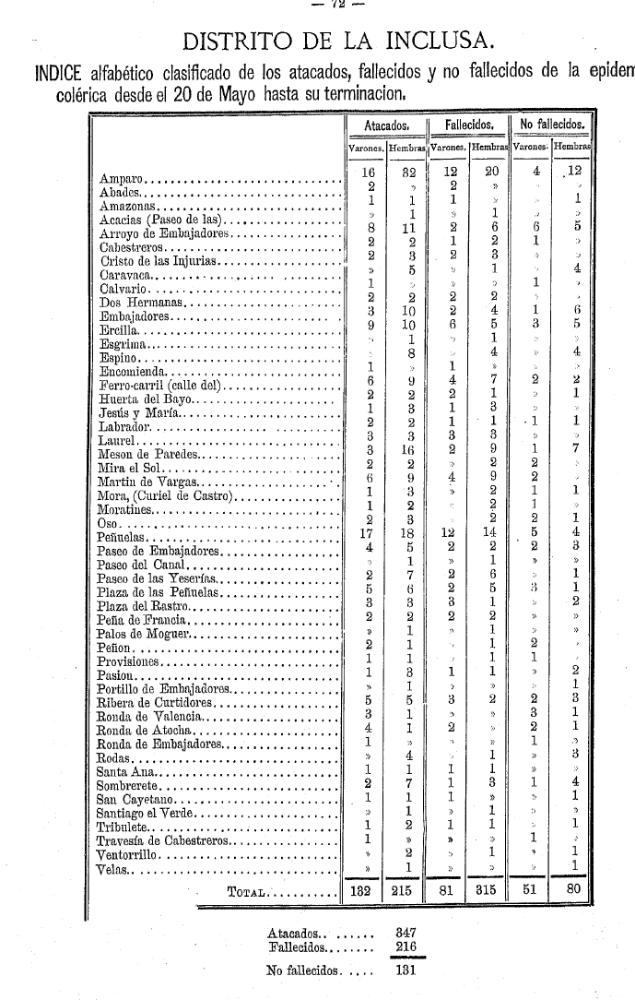 — 72 —
DISTRITO DE LA INCLUSA.
INDICE alfabético clasificado de los atacados, fallecidos y no fallecidos de la epidem
colérica desde el 20 de Mayo hasta su terminacion.
Atacados. Fallecidos. No fallecidos.
Varones. Hembras Varones. Hembras Varones. Hembras
Amparo 16 32 12 20 4 12
Abades 2 » 2 » » »
Amazonas 1 1 1 » » 1
Acacias (Paseo de las) » 1 » 1 » »
Arroyo de Embajadores 8 11 2 6 6 5
Cabestreros 2 2 1 2 1 »
Cristo de las Injurias 2 3 2 3 » »
Caravaca » 5 » 1 » 4
Calvario 1 » » » 1 »
Dos Hermanas 2 2 2 2 » »
Embajadores 3 10 2 4 1 6
Ercilla 9 10 6 5 3 5
Esgrima » 1 » 1 » »
Espino » 8 » 4 » 4
Encomienda 1 » 1 » » »
Ferro-carril (calle del) 6 9 4 7 2 2
Huerta del Bayo 2 2 2 1 » 1
Jesús y María 1 3 1 3 » »
Labrador 2 2 1 1 1 1
Laurel 3 3 3 3 » »
Meson de Paredes 3 16 2 9 1 7
Mira el Sol 2 2 » 2 2 »
Martin de Vargas 6 9 4 9 2 »
Mora, (Curiel de Castro) 1 3 » 2 1 1
Moratines 1 2 » 2 1 »
Oso 2 3 » 2 2 1
Peñuelas 17 18 12 14 5 4
Paseo de Embajadores 4 5 2 2 2 3
Paseo del Canal » 1 » 1 » »
Paseo de las Yeserías 2 7 2 6 » 1
Plaza de las Peñuelas 5 6 2 5 3 1
Plaza del Rastro 3 3 3 1 » 2
Peña de Francia 2 2 2 2 » »
Palos de Moguer » 1 » 1 » »
Peñon 2 1 » 1 2 »
Provisiones 1 1 » 1 1 »
Pasion 1 3 1 1 » 2
Portillo de Embajadores » 1 » » » 1
Ribera de Curtidores 5 5 3 2 2 3
Ronda de Valencia 3 1 » » 3 1
Ronda de Atocha 4 1 2 » 2 1
Ronda de Embajadores 1 » » » 1 »
Rodas » 4 » 1 » 3
Santa Ana 1 1 1 1 » »
Sombrerete 2 7 1 3 1 4
San Cayetano 1 1 1 » » 1
Santiago el Verde » 1 » 1 » »
Tribulete 1 2 1 1 » 1
Travesía de Cabestreros 1 » » » 1 »
Ventorrillo » 2 » 1 » 1
Velas » 1 » » » 1
TOTAL 132 215 81 315 51 80
Atacados 347
Fallecidos 216
No fallecidos 131